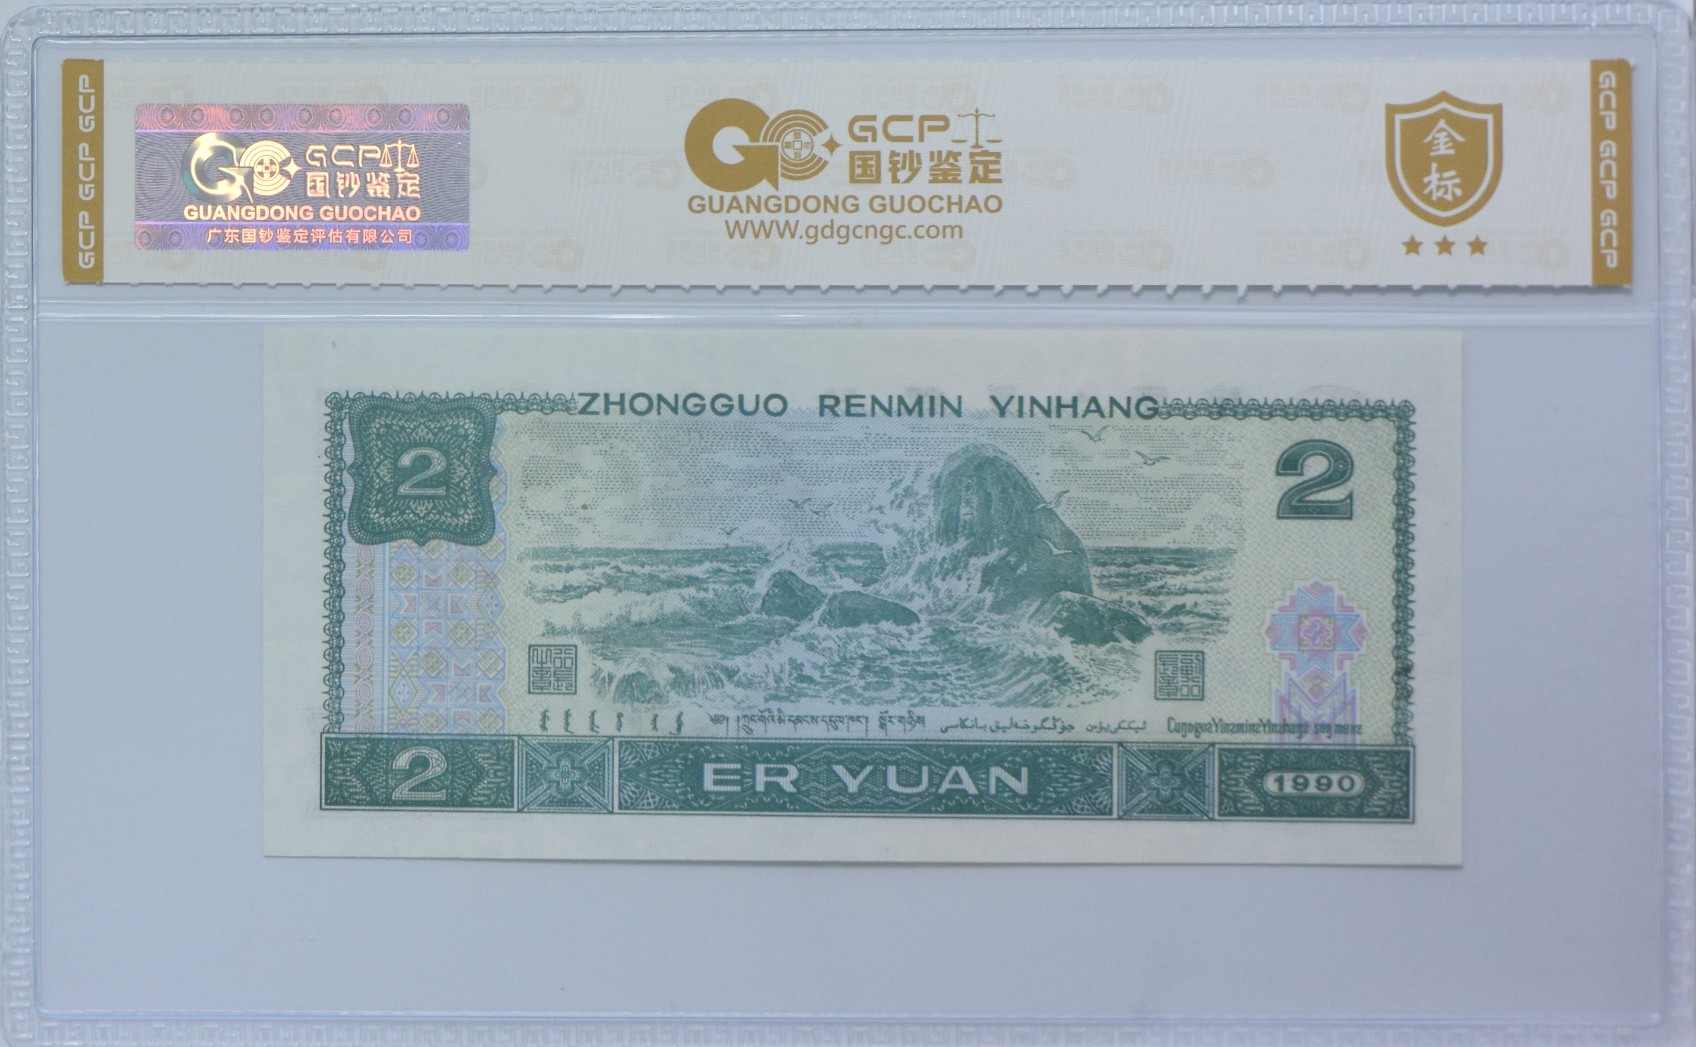 GCP GCP GCP
GCP
国钞鉴定
GUANGDONG GUOCHAO
广东国钞鉴定评估有限公司
GCP
国钞鉴定
GUANGDONG GUOCHAO
WWW.gdgcngc.com
金标
GCP GCP GCP
ZHONGGUO RENMIN YINHANG
2
2
2
ER YUAN
1990